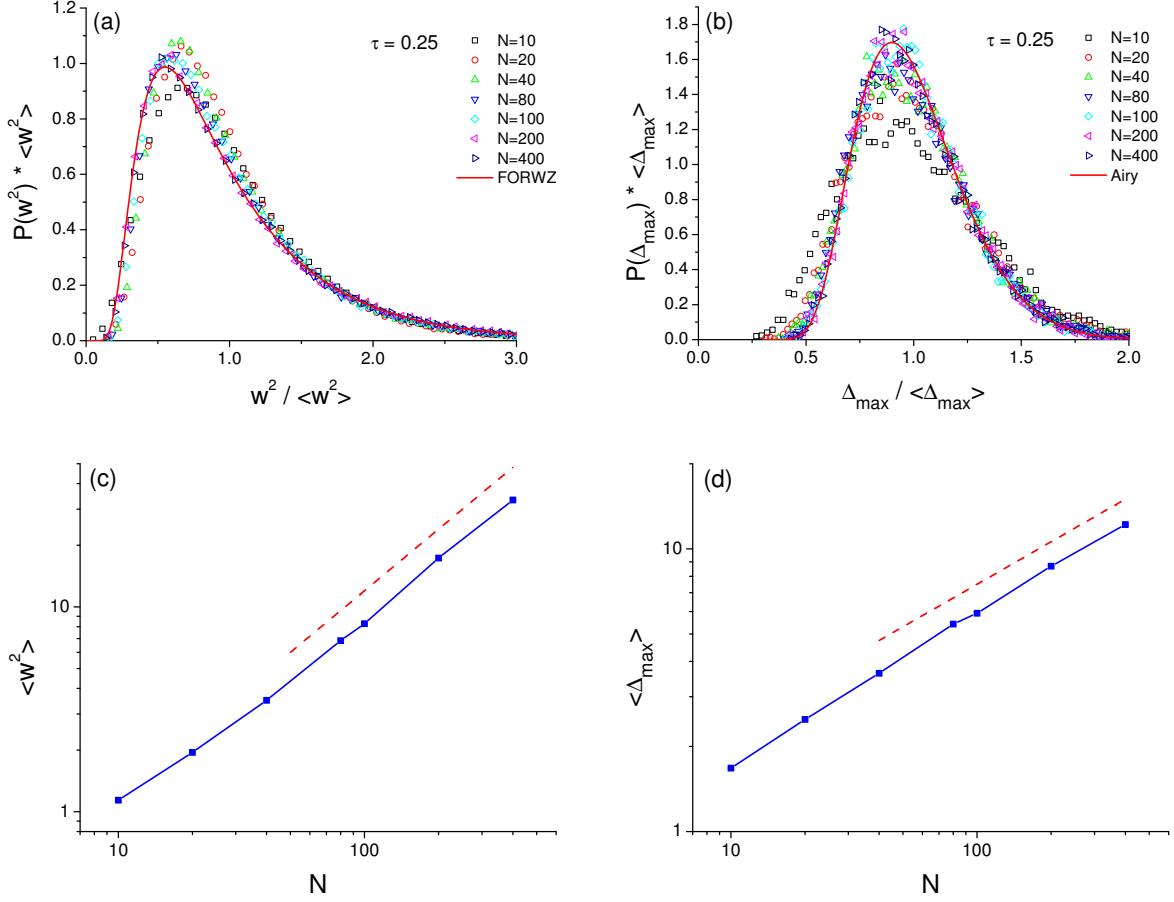 (a)
τ = 0.25
N=10
N=20
N=40
N=80
N=100
N=200
N=400
FORWZ
P(w²) * <w²>
0.0
0.2
0.4
0.6
0.8
1.0
1.2
0.0
1.0
2.0
3.0
w² / <w²>
(b)
τ = 0.25
N=10
N=20
N=40
N=80
N=100
N=200
N=400
Airy
P(Δmax) * <Δmax>
0.0
0.2
0.4
0.6
0.8
1.0
1.2
1.4
1.6
1.8
0.0
0.5
1.0
1.5
2.0
Δmax / <Δmax>
(c)
<w²>
10
1
10
100
N
(d)
<Δmax>
10
1
10
100
N